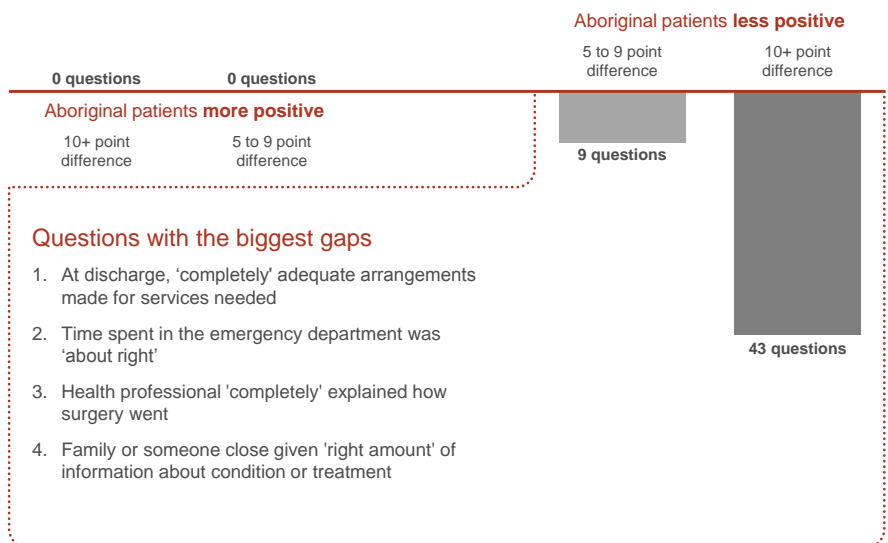 Aboriginal patients less positive
5 to 9 point
difference
10+ point
difference
0 questions
0 questions
Aboriginal patients more positive
10+ point
difference
5 to 9 point
difference
9 questions
43 questions
Questions with the biggest gaps
1. At discharge, ‘completely' adequate arrangements
made for services needed
2. Time spent in the emergency department was
‘about right’
3. Health professional 'completely' explained how
surgery went
4. Family or someone close given 'right amount' of
information about condition or treatment